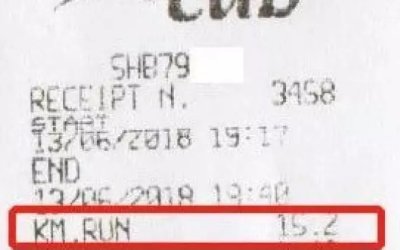 cab
SHB79
RECEIPT N. 3458
START
13/06/2018 19:17
END
13/06/2018 19:40
KM.RUN 15.2